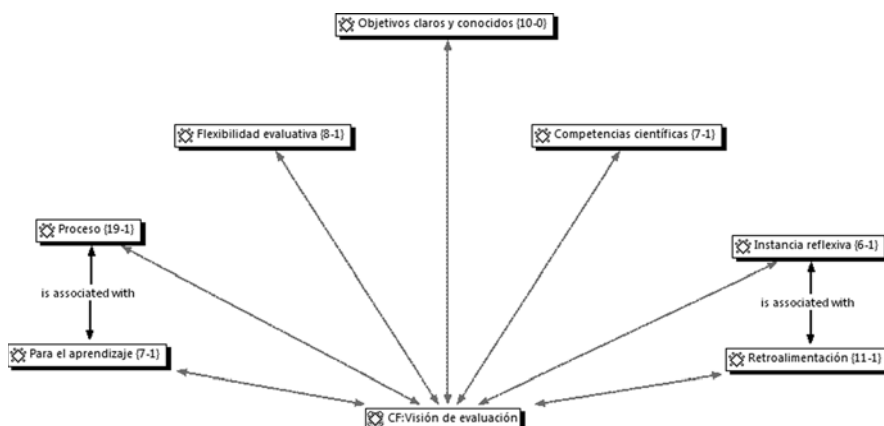 Objetivos claros y conocidos {10-0}
Flexibilidad evaluativa {8-1}
Competencias científicas {7-1}
Proceso {19-1}
Instancia reflexiva {6-1}
is associated with
is associated with
Para el aprendizaje {7-1}
Retroalimentación {11-1}
CF:Visión de evaluación